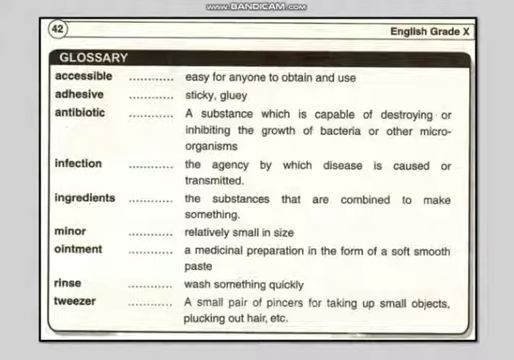 www.BANDICAM.com
42
English Grade X
GLOSSARY
accessible ............ easy for anyone to obtain and use
adhesive ............ sticky, gluey
antibiotic ............ A substance which is capable of destroying or
inhibiting the growth of bacteria or other micro-
organisms
infection ............ the agency by which disease is caused or
transmitted.
ingredients ............ the substances that are combined to make
something.
minor ............ relatively small in size
ointment ............ a medicinal preparation in the form of a soft smooth
paste
rinse ............ wash something quickly
tweezer ............ A small pair of pincers for taking up small objects,
plucking out hair, etc.